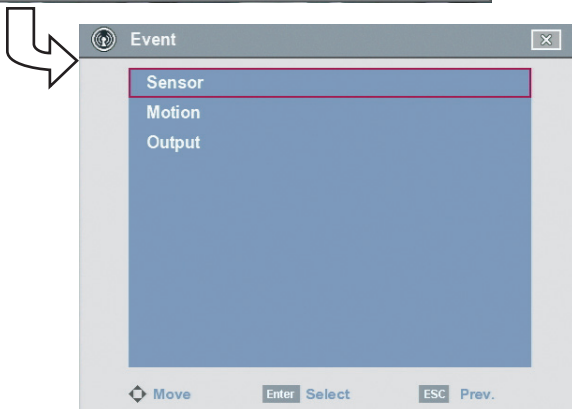 Event
Sensor
Motion
Output
Move Enter Select ESC Prev.